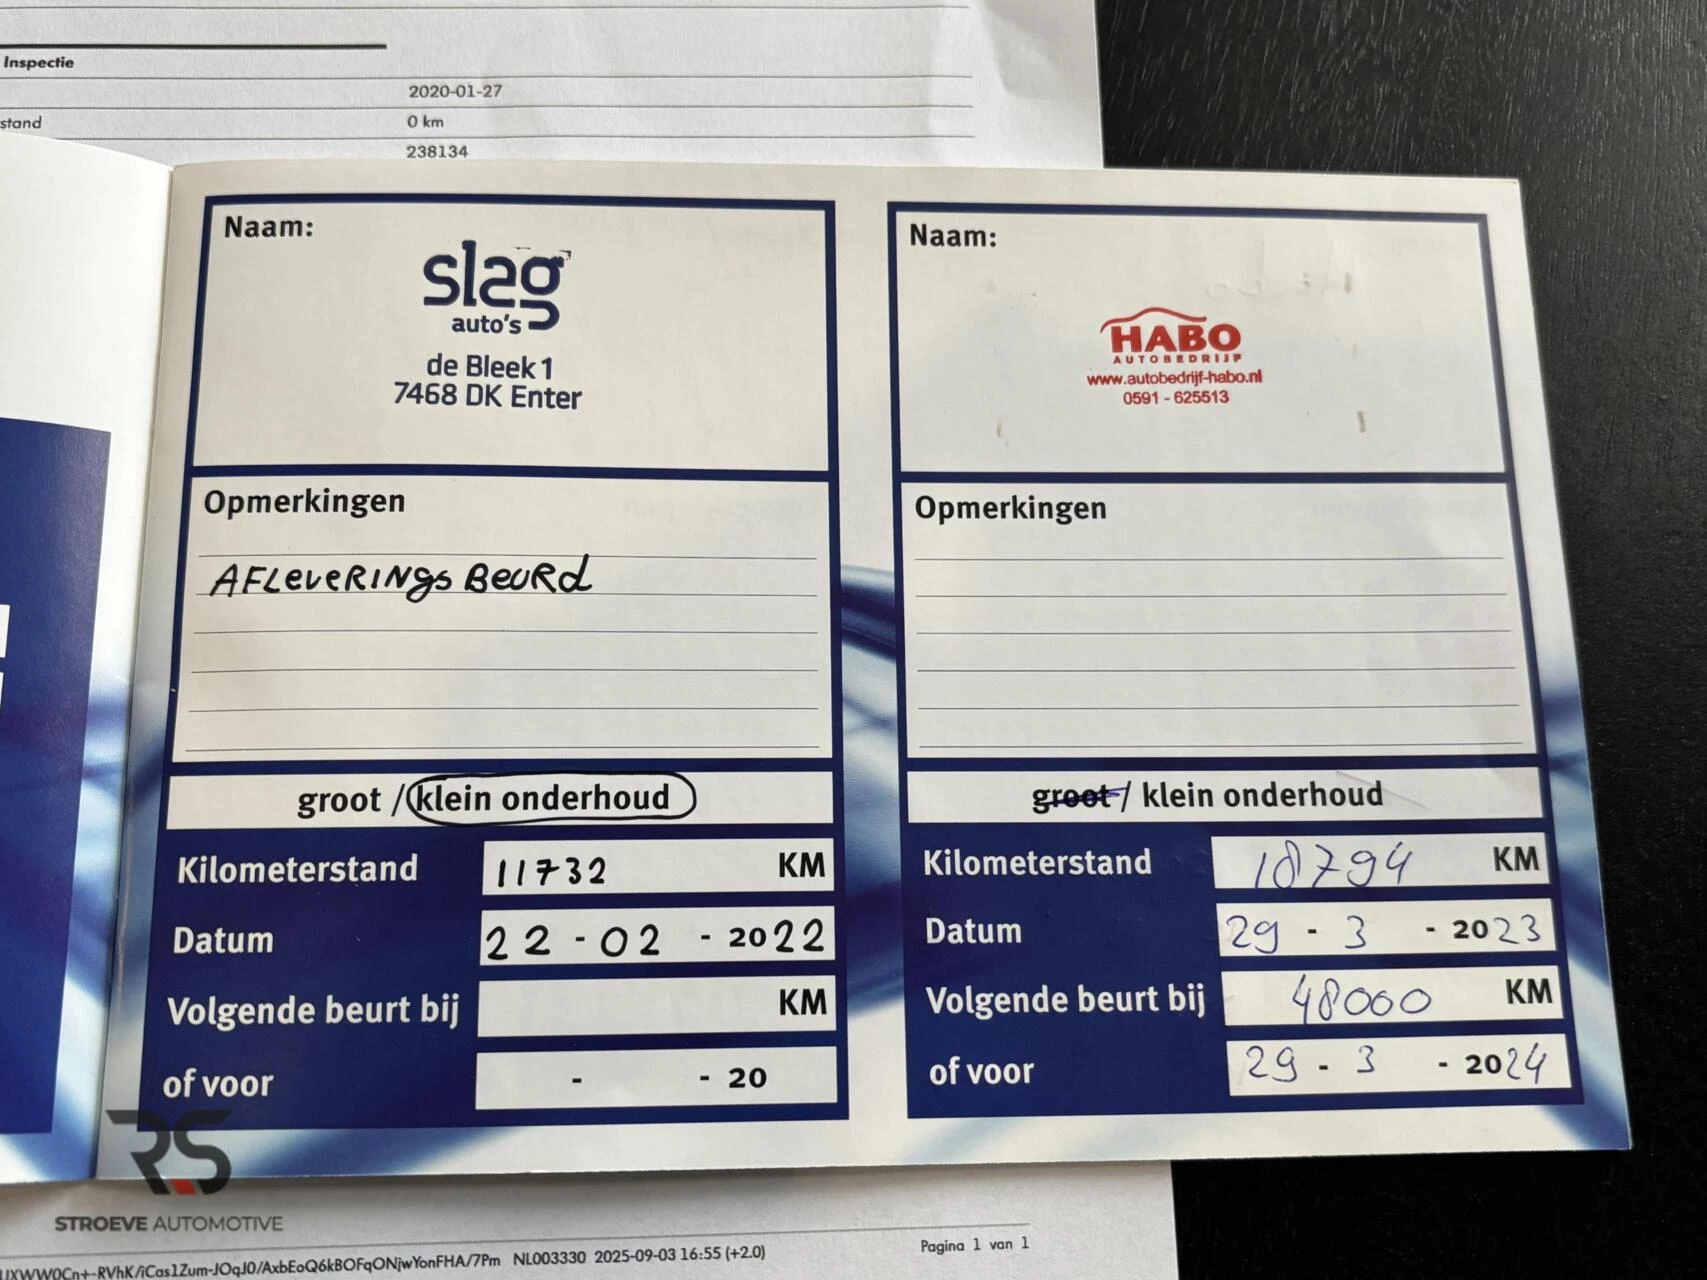 Inspectie
2020-01-27
stand
0 km
238134
Naam:
slag
auto's
de Bleek 1
7468 DK Enter
Opmerkingen
AFLeveRINgs BeuRd
groot / klein onderhoud
Kilometerstand 11732 KM
Datum 22 - 02 - 2022
Volgende beurt bij KM
of voor - - 20
Naam:
HABO
AUTOBEDRIJF
www.autobedrijf-habo.nl
0591 - 625513
Opmerkingen
groot / klein onderhoud
Kilometerstand 18794 KM
Datum 29 - 3 - 2023
Volgende beurt bij 48000 KM
of voor 29 - 3 - 2024
RS
STROEVE AUTOMOTIVE
NL003330 2025-09-03 16:55 (+2.0)
Pagina 1 van 1